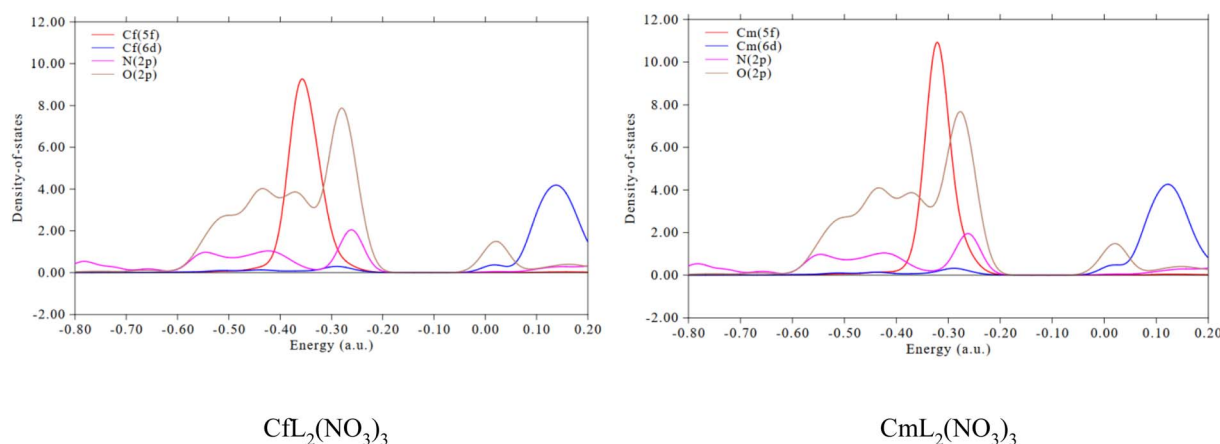 12.00
Cf(5f)
Cf(6d)
N(2p)
O(2p)
10.00
8.00
6.00
4.00
2.00
0.00
-2.00
Density-of-states
-0.80 -0.70 -0.60 -0.50 -0.40 -0.30 -0.20 -0.10 0.00 0.10 0.20
Energy (a.u.)
CfL₂(NO₃)₃
12.00
Cm(5f)
Cm(6d)
N(2p)
O(2p)
10.00
8.00
6.00
4.00
2.00
0.00
-2.00
Density-of-states
-0.80 -0.70 -0.60 -0.50 -0.40 -0.30 -0.20 -0.10 0.00 0.10 0.20
Energy (a.u.)
CmL₂(NO₃)₃